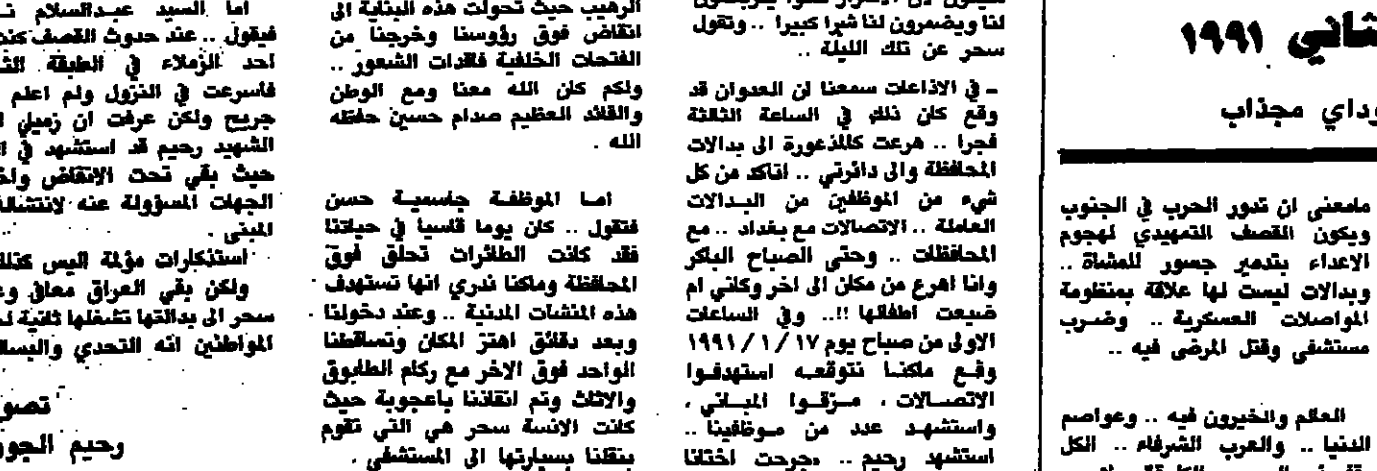 ثاني ١٩٩١
وداي مجذاب
مامعنى ان تدور الحرب في الجنوب
ويكون القصف التمهيدي لهجوم
الاعداء بتدمير جسور للمشاة ..
وبدالات ليست لها علاقة بمنظومة
المواصلات العسكرية .. وضرب
مستشفى وقتل المرضى فيه ..
العالم والخيرون فيه .. وعواصم
الدنيا .. والعرب الشرفاء .. الكل
لنا ويضمرون لنا شرا كبيرا .. وتقول
سحر عن تلك الليلة ..
ـ في الاذاعات سمعنا ان العدوان قد
وقع كان ذلك في الساعة الثالثة
فجرا .. هرعت كالمذعورة الى بدالات
المحافظة والى دائرتي .. اتاكد من كل
شيء من الموظفين من البدالات
العاملة .. الاتصالات مع بغداد .. مع
المحافظات .. وحتى الصباح الباكر
وانا اهرع من مكان الى اخر وكاني ام
ضيعت اطفالها !!.. وفي الساعات
الاولى من صباح يوم ١٧ / ١ / ١٩٩١
وقع ماكنا نتوقعه استهدفوا
الاتصالات ، مزقوا المباني ،
واستشهد عدد من موظفينا ..
استشهد رحيم .. وجرحت اختانا
الرهيب حيث تحولت هذه البناية الى
انقاض فوق رؤوسنا وخرجنا من
الفتحات الخلفية فاقدات الشعور ..
ولكم كان الله معنا ومع الوطن
والقائد العظيم صدام حسين حفظه
الله .
اما الموظفة جاسمية حسن
فتقول .. كان يوما قاسيا في حياتنا
فقد كانت الطائرات تحلق فوق
المحافظة وماكنا ندري انها تستهدف
هذه المنشات المدنية .. وعند دخولنا
وبعد دقائق اهتز المكان وتساقطنا
الواحد فوق الاخر مع ركام الطابوق
والاثاث وتم انقاذنا باعجوبة حيث
كانت الانسة سحر هي التي تقوم
بنقلنا بسيارتها الى المستشفى .
اما السيد عبدالسلام
فيقول .. عند حدوث القصف كنت
احد الزملاء في الطبقة
فاسرعت في النزول ولم اعلم
جريح ولكن عرفت ان زميلي
الشهيد رحيم قد استشهد في
حيث بقي تحت الانقاض
الجهات المسؤولة عنه لانتشاله
المبنى .
استذكارات مؤلمة اليس كذلك
ولكن بقي العراق معافى
سحر الى بدالتها تشغلها ثانية
المواطنين انه التحدي
تصو
رحيم الجو